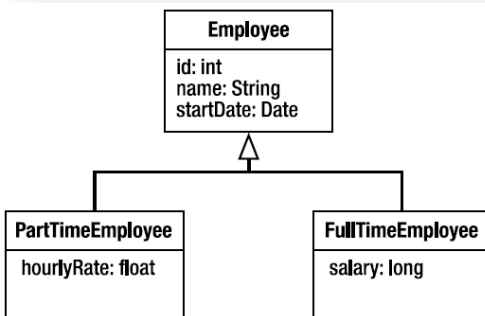 Employee
id: int
name: String
startDate: Date
PartTimeEmployee
hourlyRate: float
FullTimeEmployee
salary: long